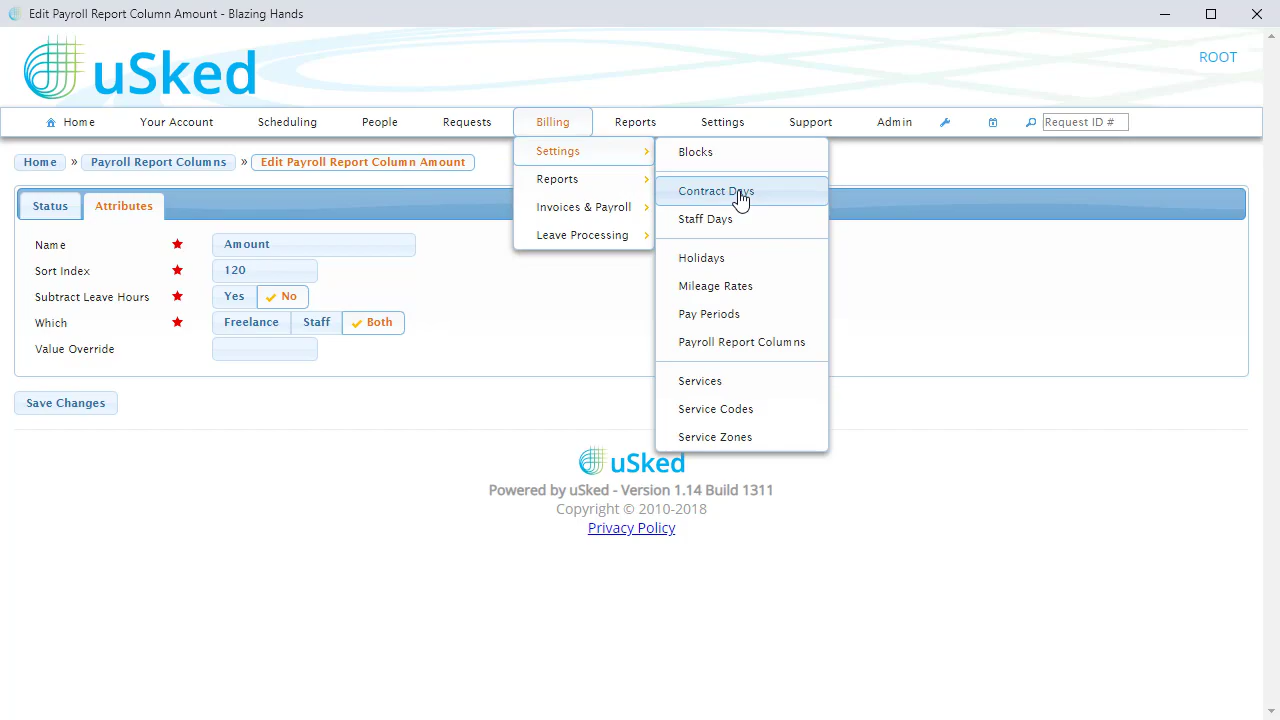 Edit Payroll Report Column Amount - Blazing Hands
uSked
ROOT
Home Your Account Scheduling People Requests Billing Reports Settings Support Admin Request ID #
Settings
Reports
Invoices & Payroll
Leave Processing
Blocks
Contract Days
Staff Days
Holidays
Mileage Rates
Pay Periods
Payroll Report Columns
Services
Service Codes
Service Zones
Home » Payroll Report Columns » Edit Payroll Report Column Amount
Status Attributes
Name ★ Amount
Sort Index ★ 120
Subtract Leave Hours ★ Yes No
Which ★ Freelance Staff Both
Value Override
Save Changes
uSked
Powered by uSked - Version 1.14 Build 1311
Copyright © 2010-2018
Privacy Policy